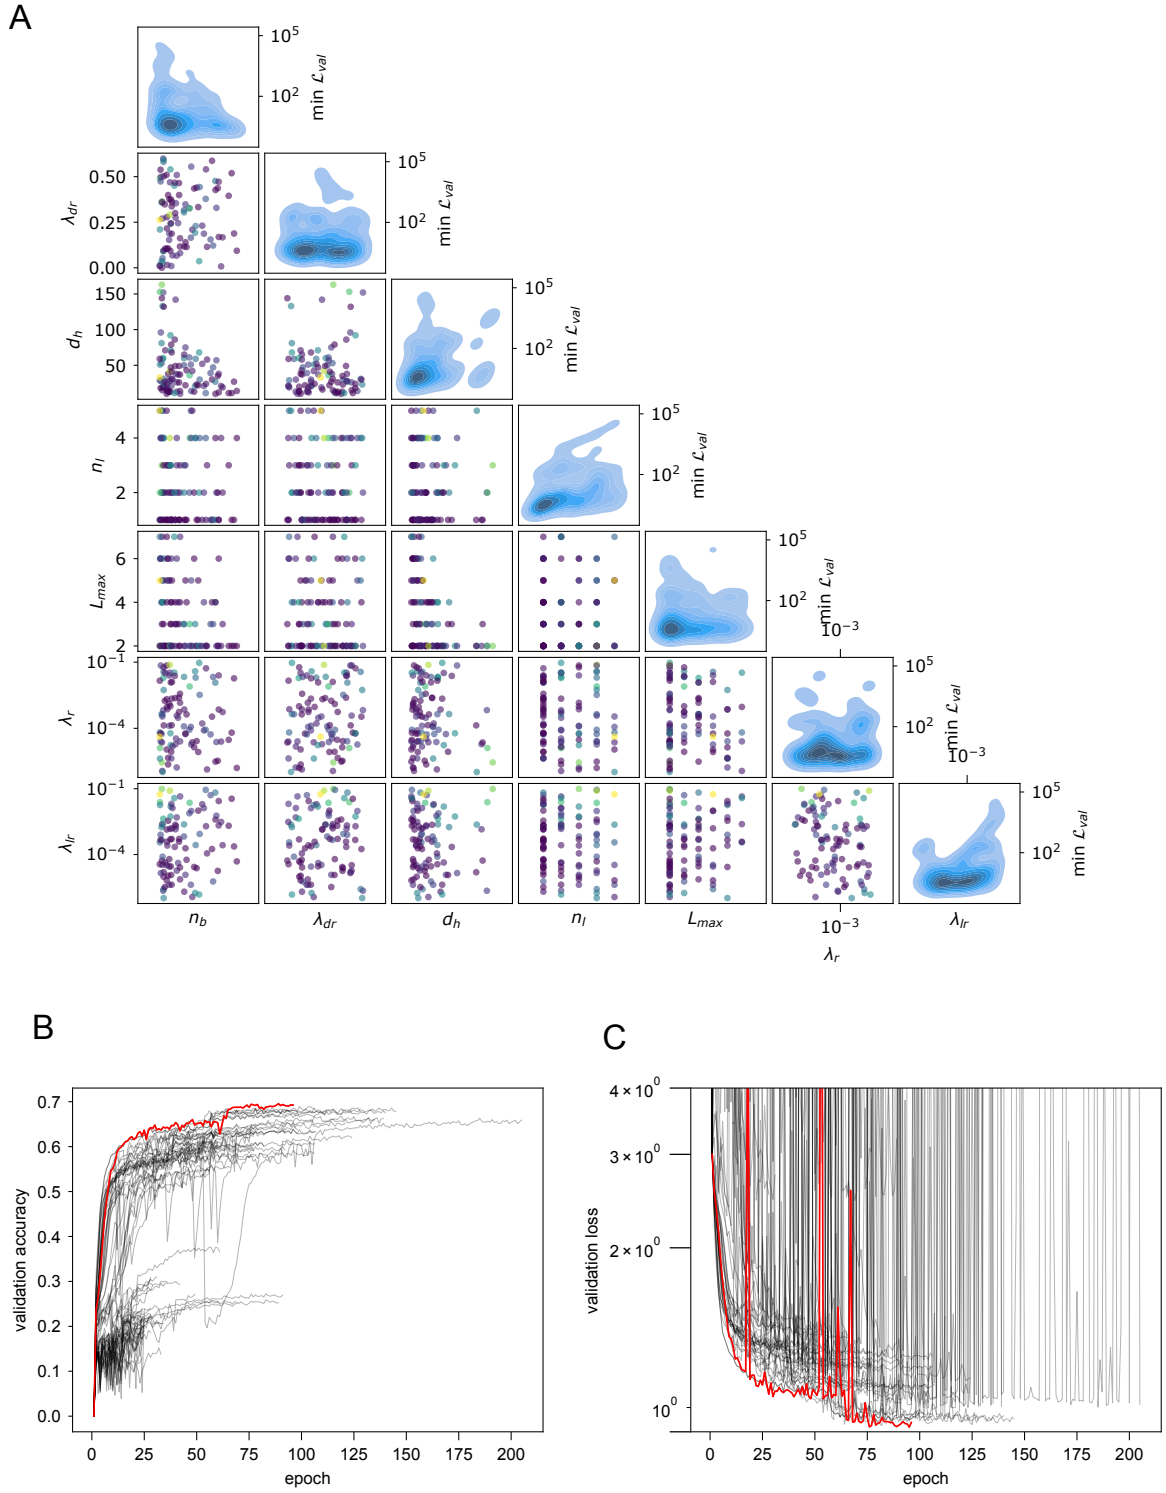 A
10^5
10^2
min ℒ_val
0.50
0.25
0.00
λ_dr
10^5
10^2
min ℒ_val
150
100
50
d_h
10^5
10^2
min ℒ_val
4
2
n_l
10^5
10^2
min ℒ_val
6
4
2
L_max
10^5
10^2
min ℒ_val
10^-3
10^-1
10^-4
λ_r
10^5
10^2
min ℒ_val
10^-3
10^-1
10^-4
λ_lr
10^5
10^2
min ℒ_val
n_b λ_dr d_h n_l L_max 10^-3 λ_lr
λ_r
B
0.7
0.6
0.5
0.4
0.3
0.2
0.1
0.0
validation accuracy
0 25 50 75 100 125 150 175 200
epoch
C
4 × 10^0
3 × 10^0
2 × 10^0
10^0
validation loss
0 25 50 75 100 125 150 175 200
epoch